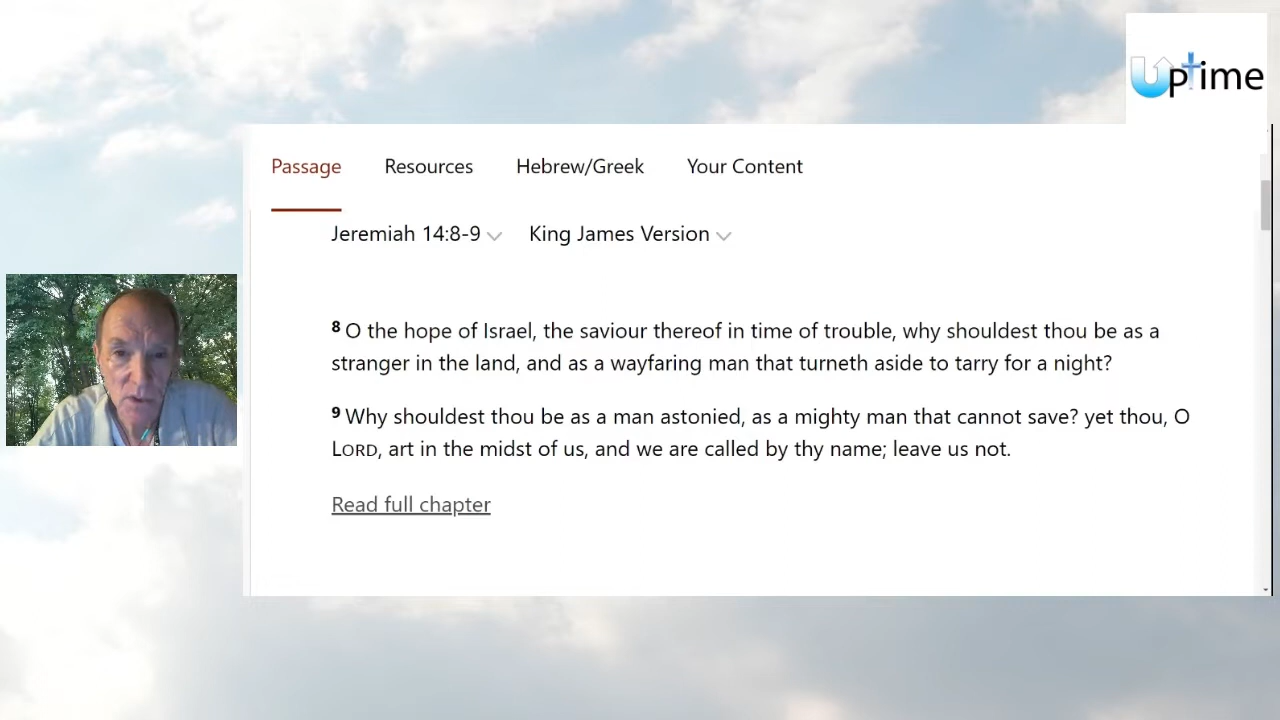 Uptime
Passage Resources Hebrew/Greek Your Content
Jeremiah 14:8-9 King James Version
8 O the hope of Israel, the saviour thereof in time of trouble, why shouldest thou be as a
stranger in the land, and as a wayfaring man that turneth aside to tarry for a night?
9 Why shouldest thou be as a man astonied, as a mighty man that cannot save? yet thou, O
LORD, art in the midst of us, and we are called by thy name; leave us not.
Read full chapter